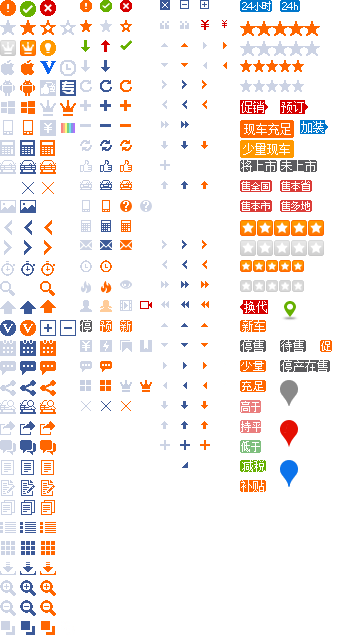 24小时 24h
促销 预订
现车充足 加装
少量现车
将上市 未上市
售全国 售本省
售本市 售多地
换代
新车
停 预 新
停售 待售 促
少量 停产在售
充足
高于
持平
低于
减税
补贴